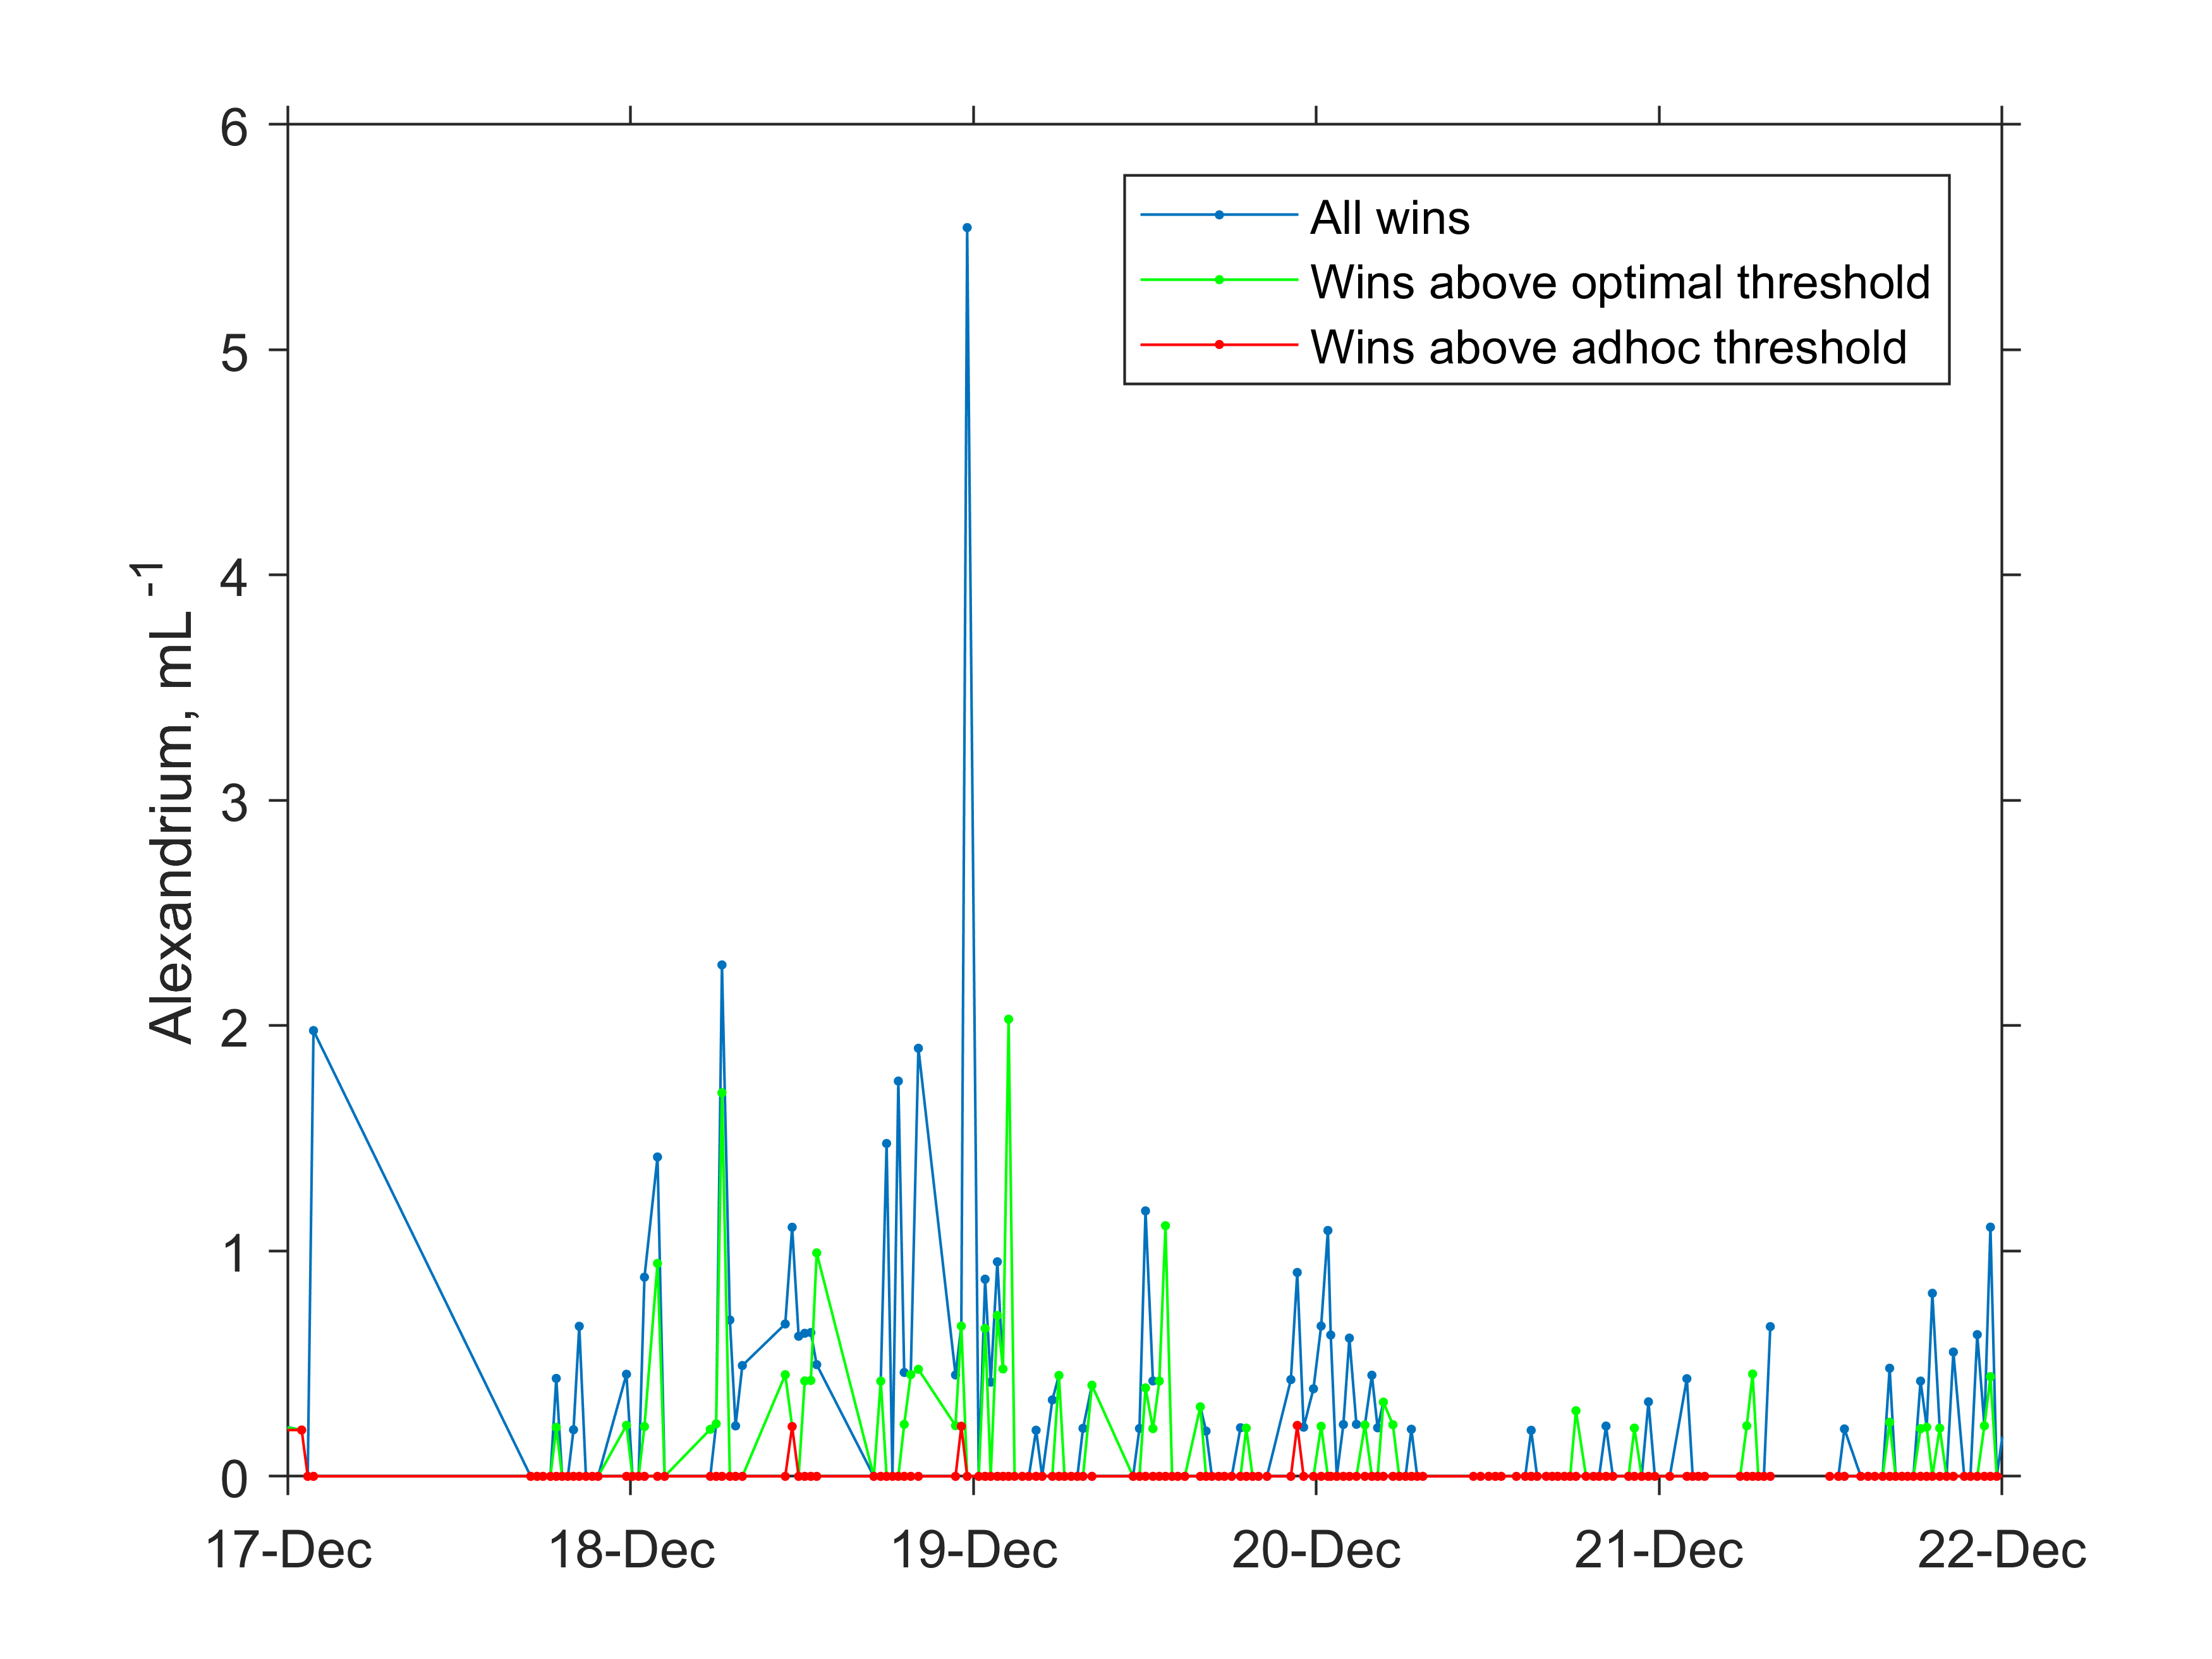 6
5
4
3
2
1
0
Alexandrium, mL-1
All wins
Wins above optimal threshold
Wins above adhoc threshold
17-Dec 18-Dec 19-Dec 20-Dec 21-Dec 22-Dec